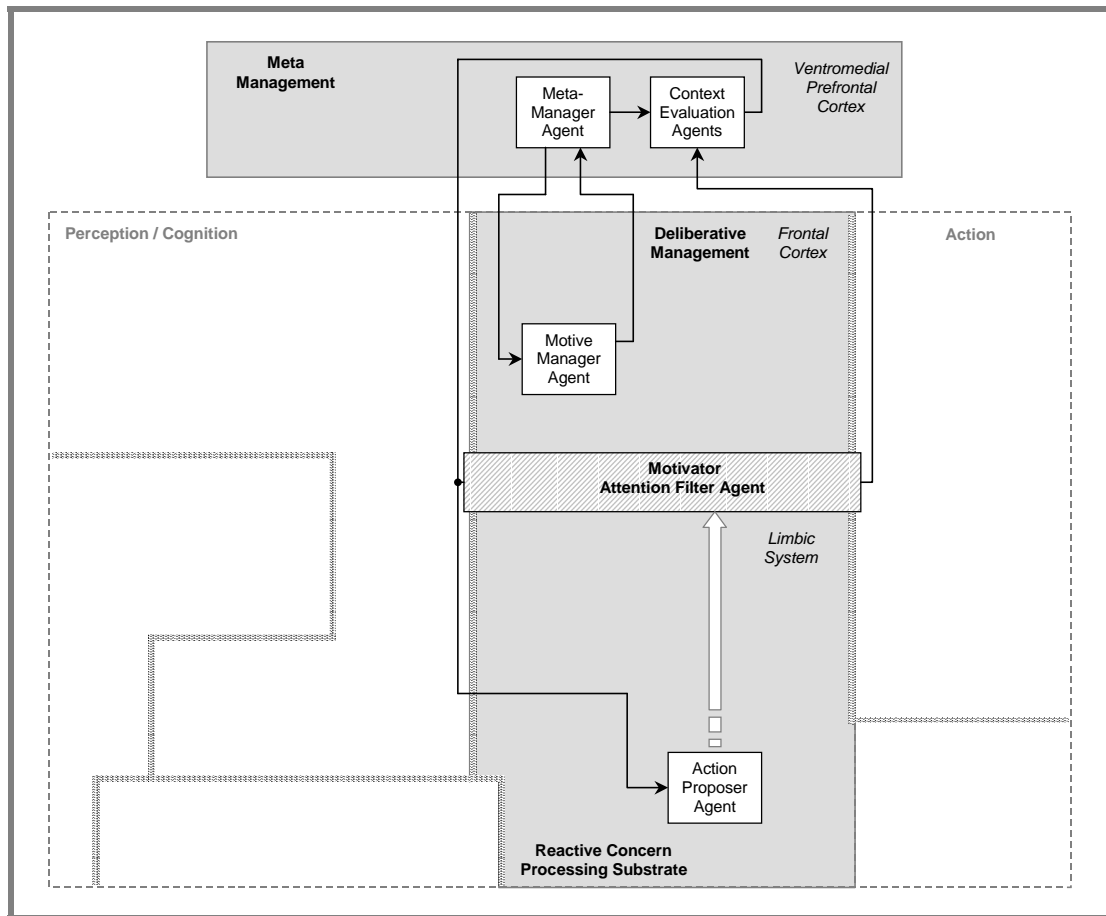 Meta
Management
Meta-
Manager
Agent
Context
Evaluation
Agents
Ventromedial
Prefrontal
Cortex
Perception / Cognition
Deliberative
Management
Frontal
Cortex
Action
Motive
Manager
Agent
Motivator
Attention Filter Agent
Limbic
System
Action
Proposer
Agent
Reactive Concern
Processing Substrate